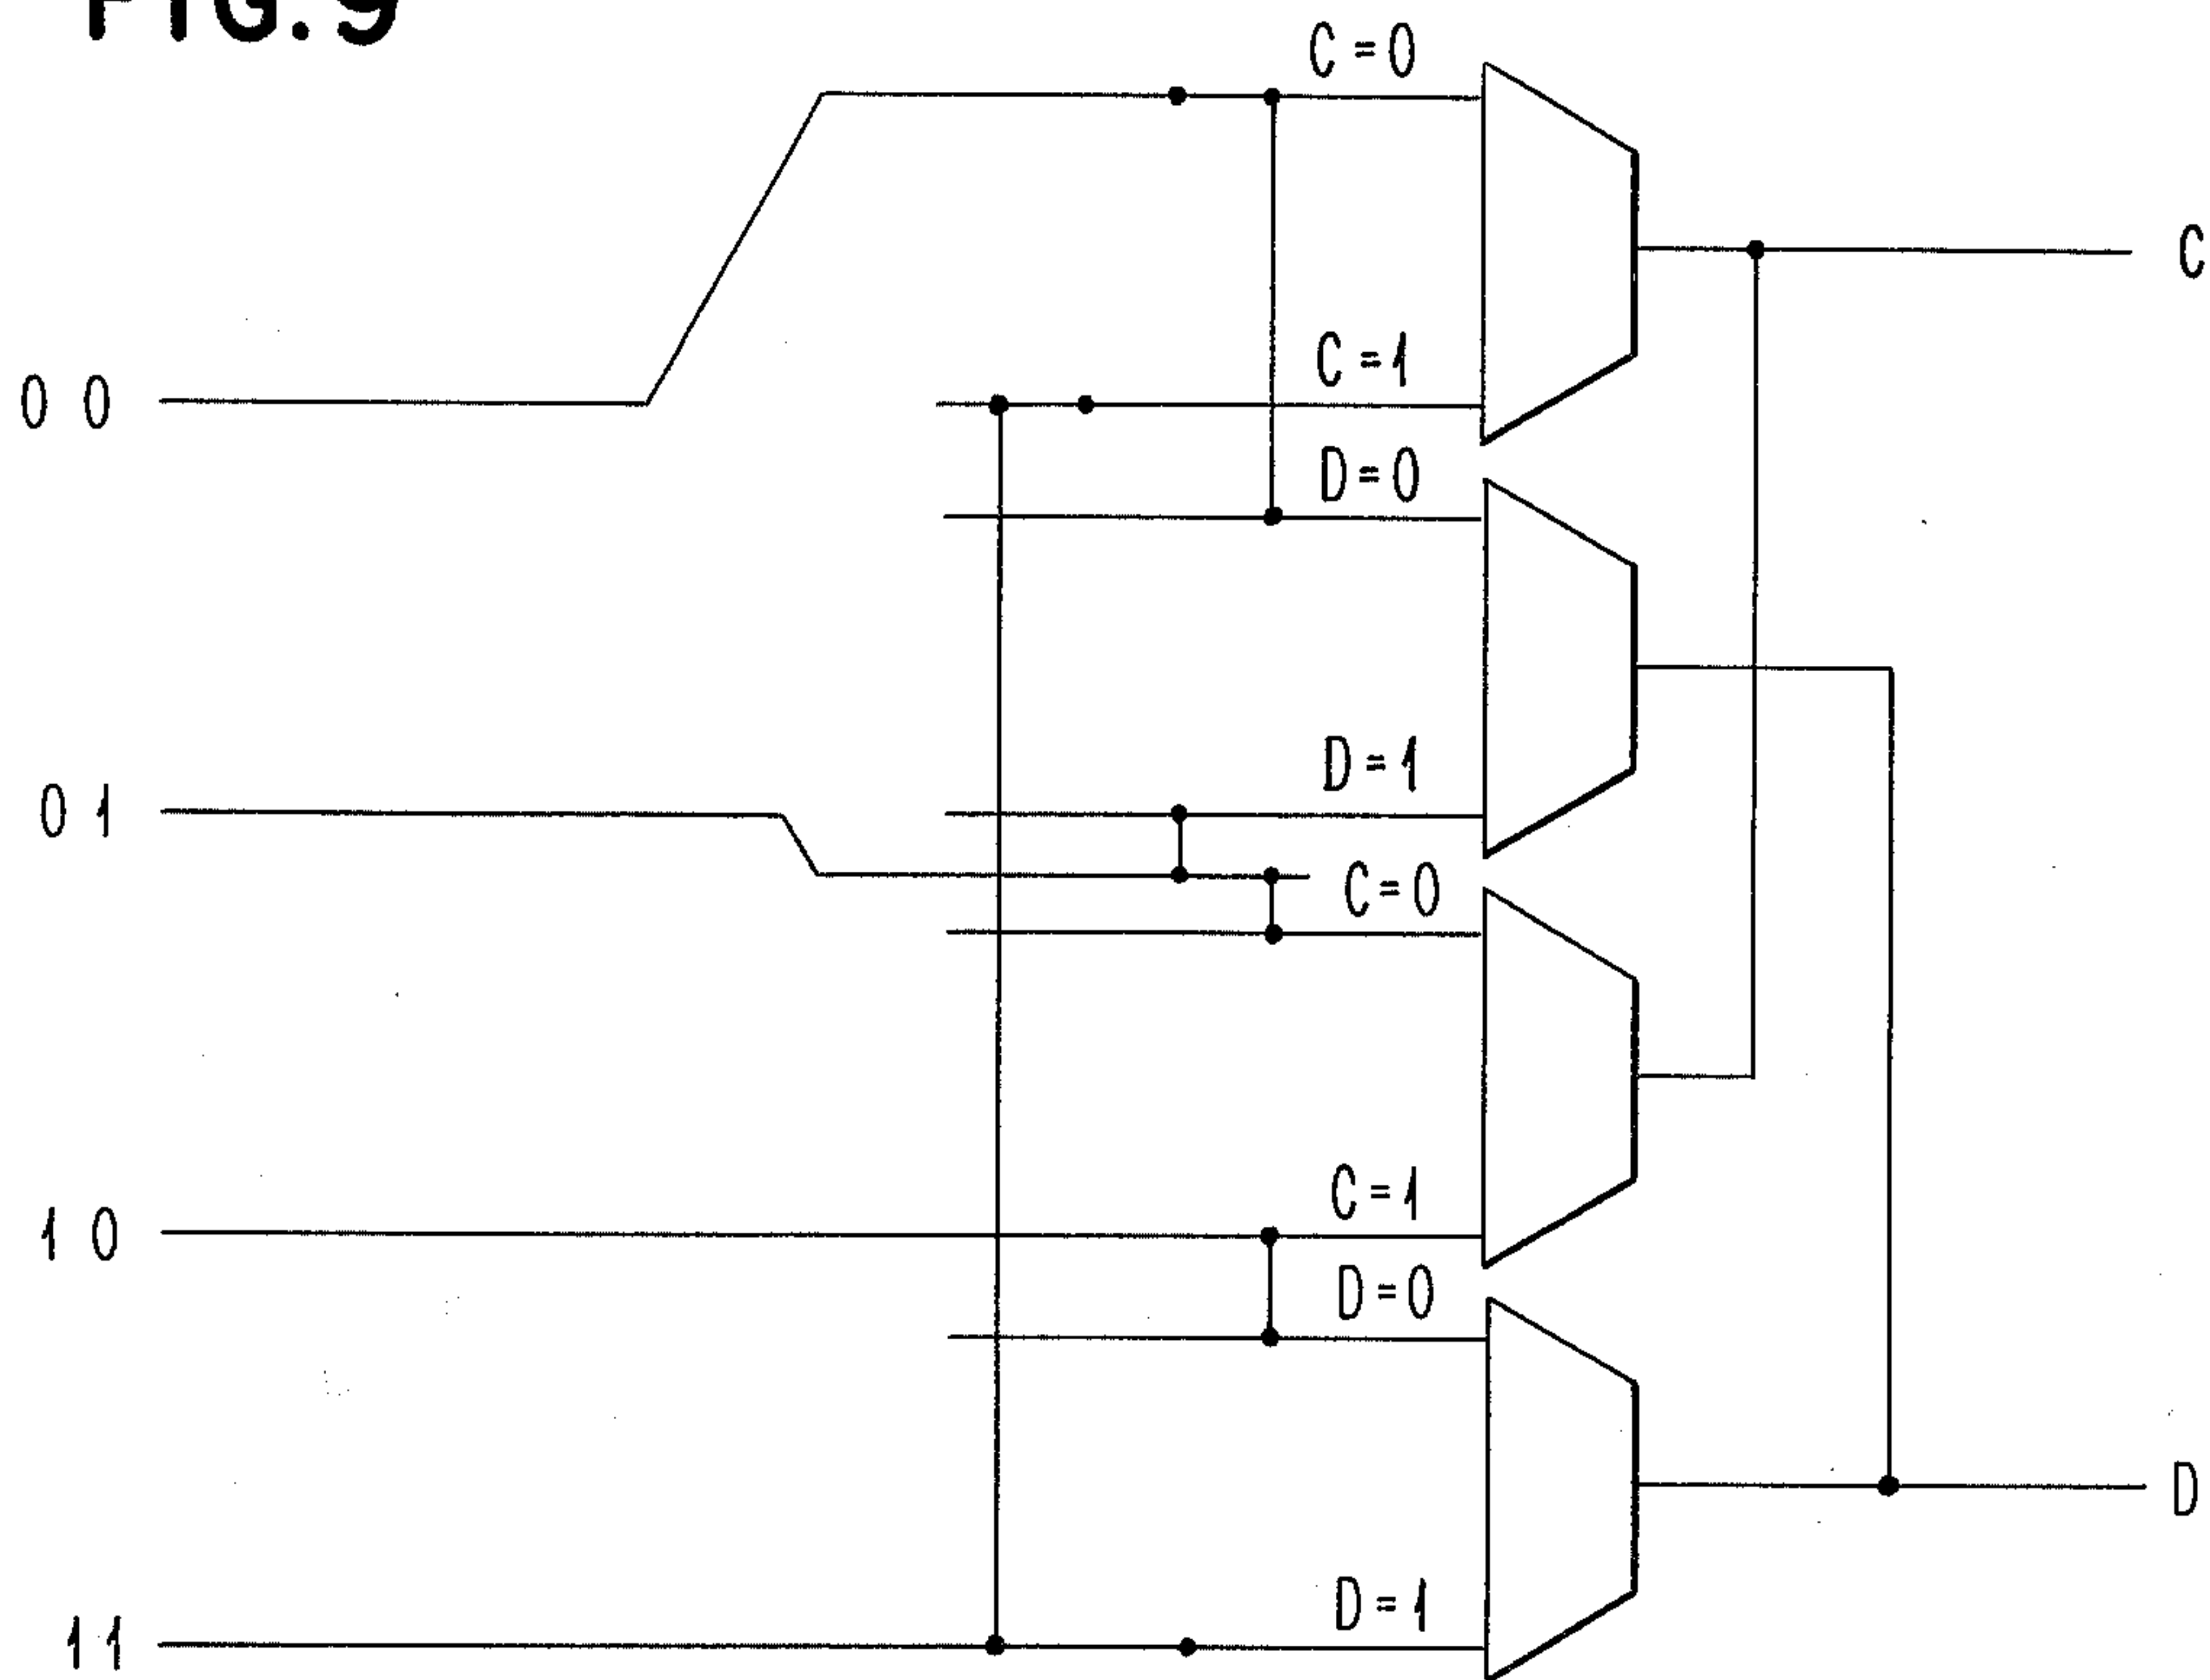 FIG. 9
C = 0
C
C = 1
0 0
D = 0
D = 1
0 1
C = 0
C = 1
1 0
D = 0
D
D = 1
1 1